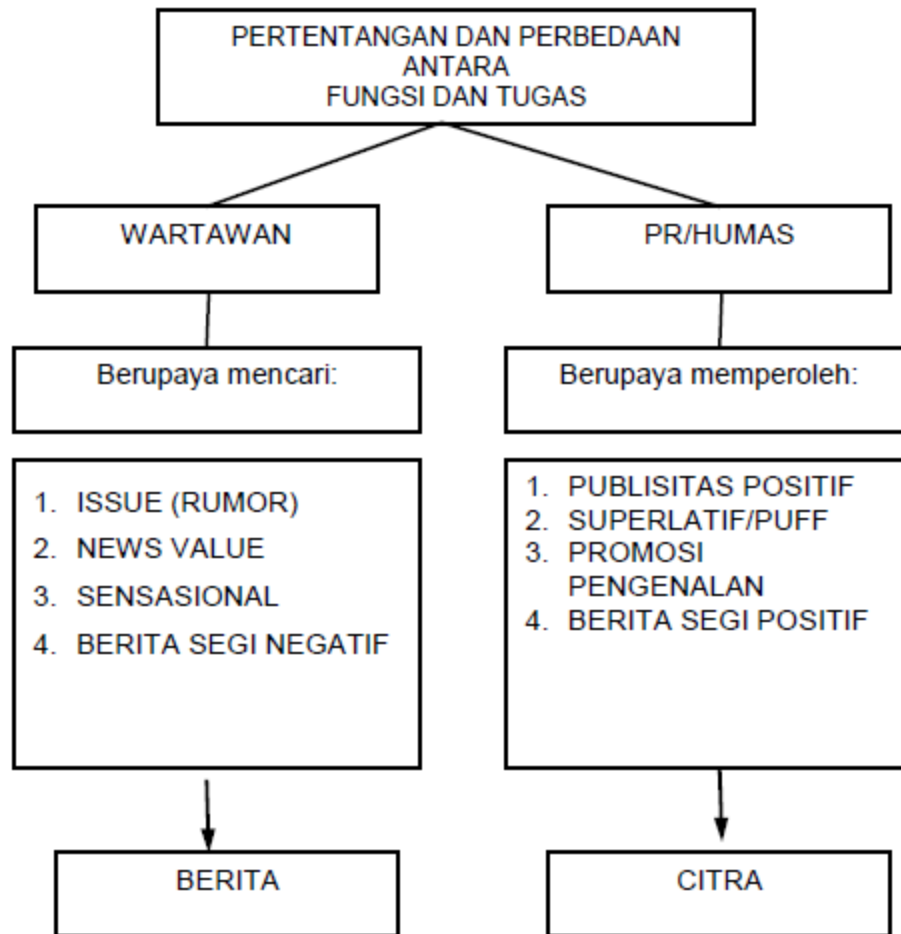 PERTENTANGAN DAN PERBEDAAN
ANTARA
FUNGSI DAN TUGAS
WARTAWAN
PR/HUMAS
Berupaya mencari:
Berupaya memperoleh:
1. ISSUE (RUMOR)
2. NEWS VALUE
3. SENSASIONAL
4. BERITA SEGI NEGATIF
1. PUBLISITAS POSITIF
2. SUPERLATIF/PUFF
3. PROMOSI
PENGENALAN
4. BERITA SEGI POSITIF
BERITA
CITRA